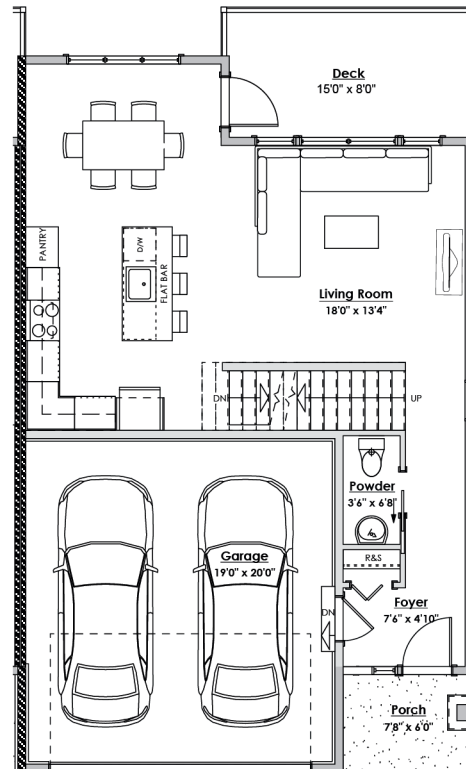 Deck
15'0" x 8'0"
PANTRY
D/W
FLAT BAR
Living Room
18'0" x 13'4"
DN
UP
Powder
3'6" x 6'8"
Garage
19'0" x 20'0"
R&S
DN
Foyer
7'6" x 4'10"
Porch
7'8" x 6'0"